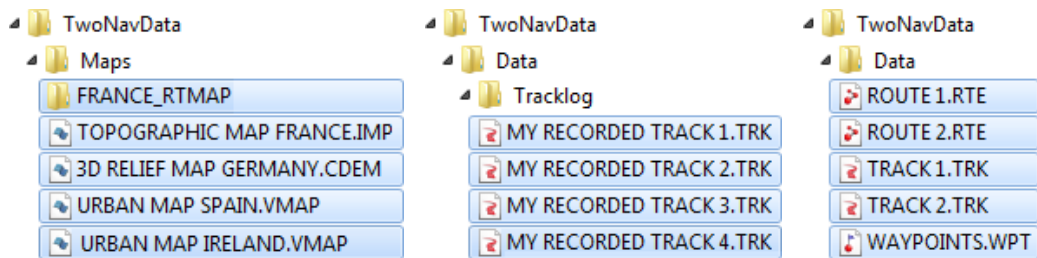 TwoNavData
Maps
FRANCE_RTMAP
TOPOGRAPHIC MAP FRANCE.IMP
3D RELIEF MAP GERMANY.CDEM
URBAN MAP SPAIN.VMAP
URBAN MAP IRELAND.VMAP
TwoNavData
Data
Tracklog
MY RECORDED TRACK 1.TRK
MY RECORDED TRACK 2.TRK
MY RECORDED TRACK 3.TRK
MY RECORDED TRACK 4.TRK
TwoNavData
Data
ROUTE 1.RTE
ROUTE 2.RTE
TRACK 1.TRK
TRACK 2.TRK
WAYPOINTS.WPT